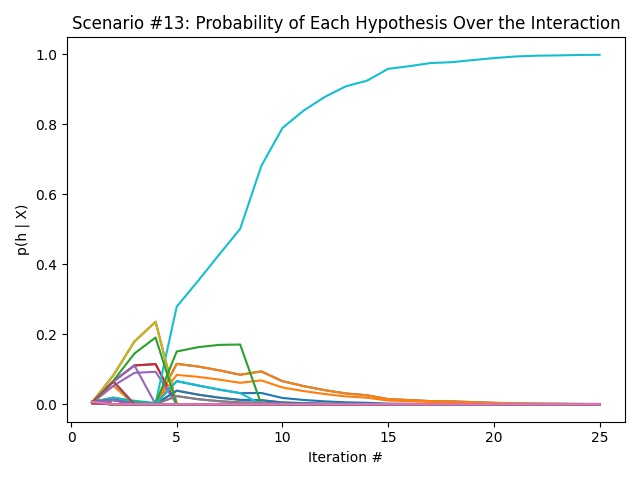 Scenario #13: Probability of Each Hypothesis Over the Interaction
1.0
0.8
0.6
0.4
0.2
0.0
p(h | X)
0 5 10 15 20 25
Iteration #